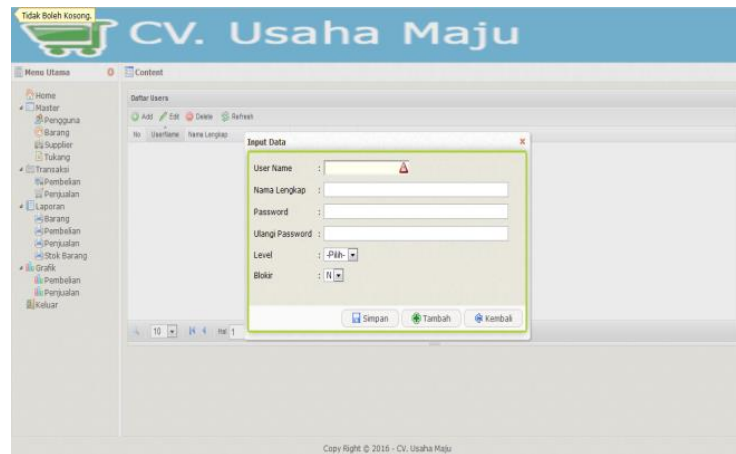 Tidak Boleh Kosong.
CV. Usaha Maju
Menu Utama
Content
Home
Master
Pengguna
Barang
Supplier
Tukang
Transaksi
Pembelian
Penjualan
Laporan
Barang
Pembelian
Penjualan
Stok Barang
Grafik
Pembelian
Penjualan
Keluar
Daftar Users
Add Edit Delete Refresh
No UserName Nama Lengkap
Input Data x
User Name :
Nama Lengkap :
Password :
Ulangi Password :
Level : -Pilih-
Blokir : N
Simpan Tambah Kembali
10 Hal 1
Copy Right © 2016 - CV. Usaha Maju